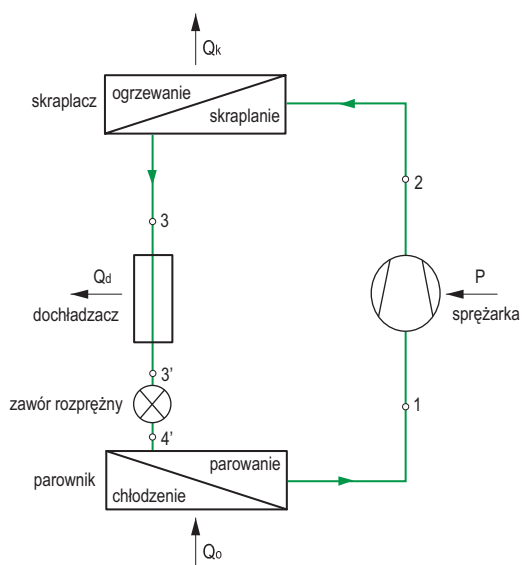 Qk
skraplacz
ogrzewanie
skraplanie
2
3
Qd
dochładzacz
P
sprężarka
3'
zawór rozprężny
4'
1
parownik
parowanie
chłodzenie
Qo